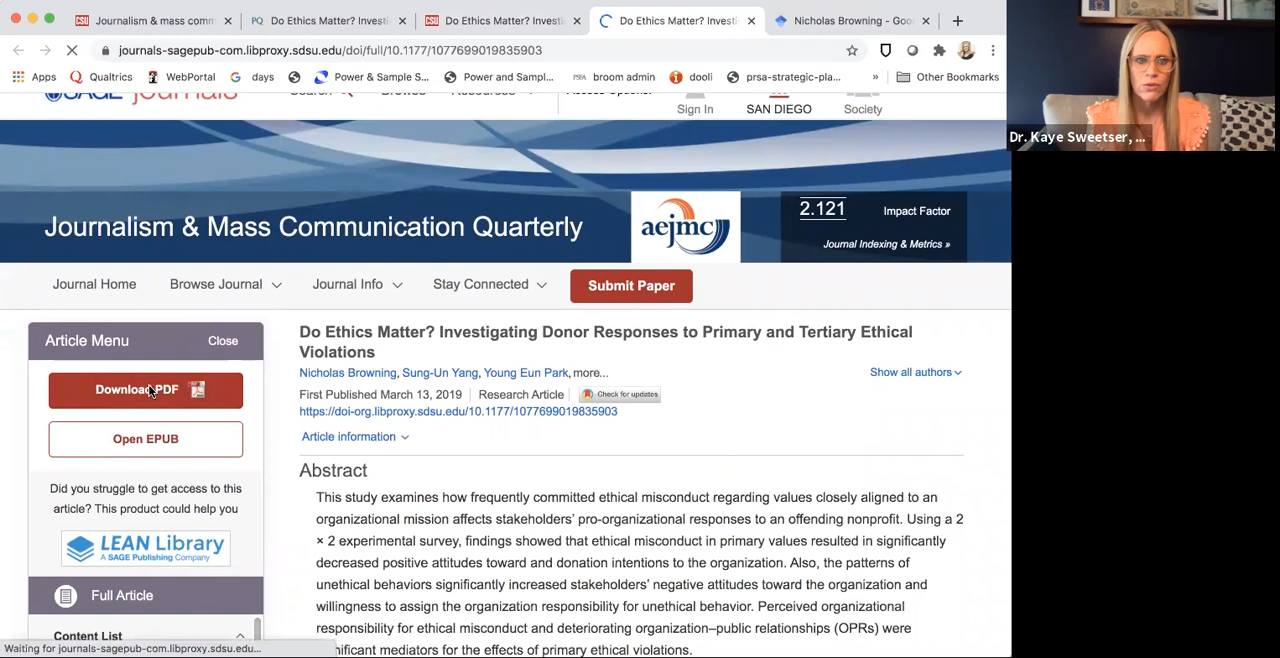 CSU Journalism & mass comm
PQ Do Ethics Matter? Investi
CSU Do Ethics Matter? Investi
Do Ethics Matter? Investi
Nicholas Browning - Goo
journals-sagepub-com.libproxy.sdsu.edu/doi/full/10.1177/1077699019835903
Apps Qualtrics WebPortal days Power & Sample S... Power and Sampl... broom admin dooli prsa-strategic-pla... » Other Bookmarks
Dr. Kaye Sweetser, ...
SAGE journals
Search Browse Resources Access Options:
Sign In SAN DIEGO Society
Journalism & Mass Communication Quarterly
aejmc
2.121 Impact Factor
Journal Indexing & Metrics »
Journal Home Browse Journal Journal Info Stay Connected Submit Paper
Article Menu Close
Download PDF
Open EPUB
Did you struggle to get access to this
article? This product could help you
LEAN Library
A SAGE Publishing Company
Full Article
Content List
Do Ethics Matter? Investigating Donor Responses to Primary and Tertiary Ethical
Violations
Nicholas Browning, Sung-Un Yang, Young Eun Park, more...
Show all authors
First Published March 13, 2019 Research Article Check for updates
https://doi-org.libproxy.sdsu.edu/10.1177/1077699019835903
Article information
Abstract
This study examines how frequently committed ethical misconduct regarding values closely aligned to an
organizational mission affects stakeholders' pro-organizational responses to an offending nonprofit. Using a 2
× 2 experimental survey, findings showed that ethical misconduct in primary values resulted in significantly
decreased positive attitudes toward and donation intentions to the organization. Also, the patterns of
unethical behaviors significantly increased stakeholders' negative attitudes toward the organization and
willingness to assign the organization responsibility for unethical behavior. Perceived organizational
responsibility for ethical misconduct and deteriorating organization–public relationships (OPRs) were
nificant mediators for the effects of primary ethical violations.
Waiting for journals-sagepub-com.libproxy.sdsu.edu...